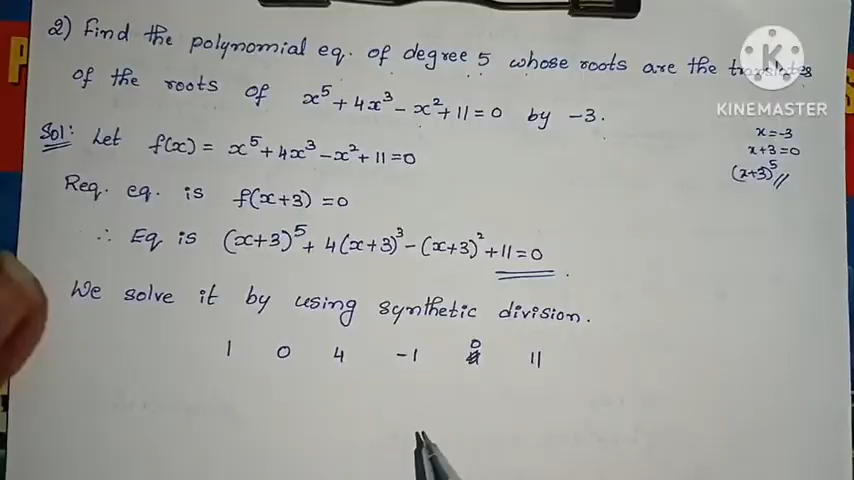 2) Find the polynomial eq. of degree 5 whose roots are the translates
of the roots of x⁵ + 4x³ - x² + 11 = 0 by -3.
Sol: Let f(x) = x⁵ + 4x³ - x² + 11 = 0
Req. eq. is f(x+3) = 0
∴ Eq is (x+3)⁵ + 4(x+3)³ - (x+3)² + 11 = 0.
We solve it by using synthetic division.
1 0 4 -1 0 11
K
KINEMASTER
x = -3
x + 3 = 0
(x+3)⁵//